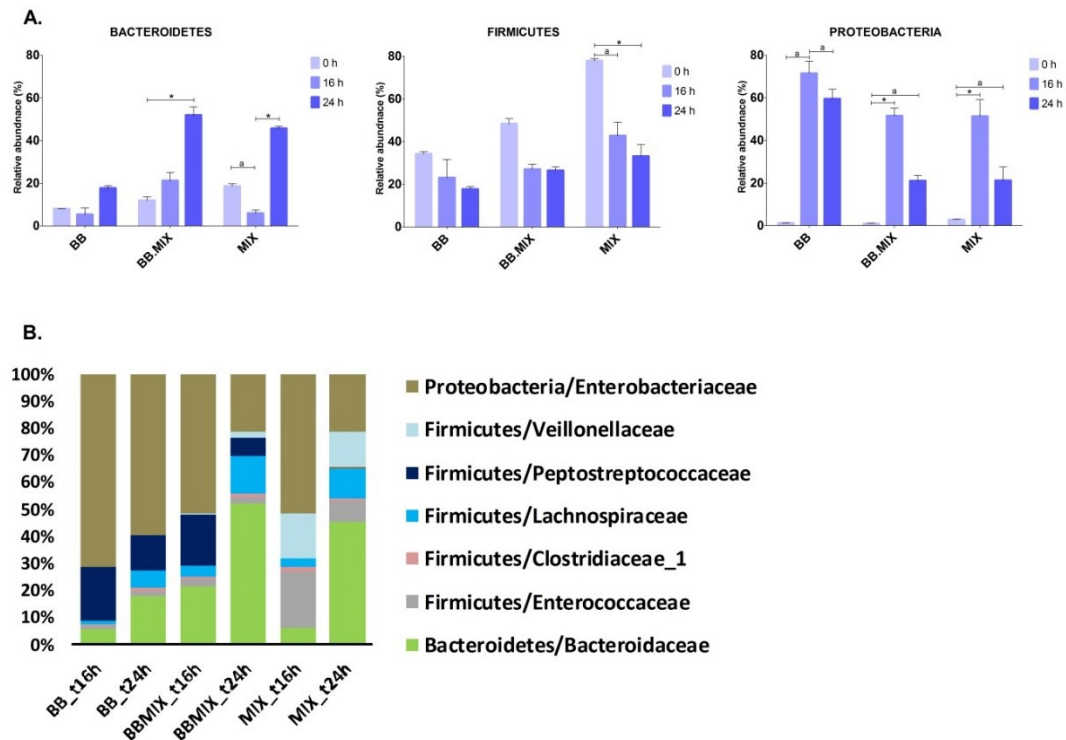 A.
BACTEROIDETES
Relative abundnace (%)
80
60
40
20
0
* 
*
a
0 h
16 h
24 h
BB
BB.MIX
MIX
FIRMICUTES
Relative abundnace (%)
80
60
40
20
0
*
a
0 h
16 h
24 h
BB
BB.MIX
MIX
PROTEOBACTERIA
Relative abundnace (%)
80
60
40
20
0
a a
a
*
a
*
0 h
16 h
24 h
BB
BB.MIX
MIX
B.
100%
90%
80%
70%
60%
50%
40%
30%
20%
10%
0%
BB_t16h
BB_t24h
BBMIX_t16h
BBMIX_t24h
MIX_t16h
MIX_t24h
Proteobacteria/Enterobacteriaceae
Firmicutes/Veillonellaceae
Firmicutes/Peptostreptococcaceae
Firmicutes/Lachnospiraceae
Firmicutes/Clostridiaceae_1
Firmicutes/Enterococcaceae
Bacteroidetes/Bacteroidaceae